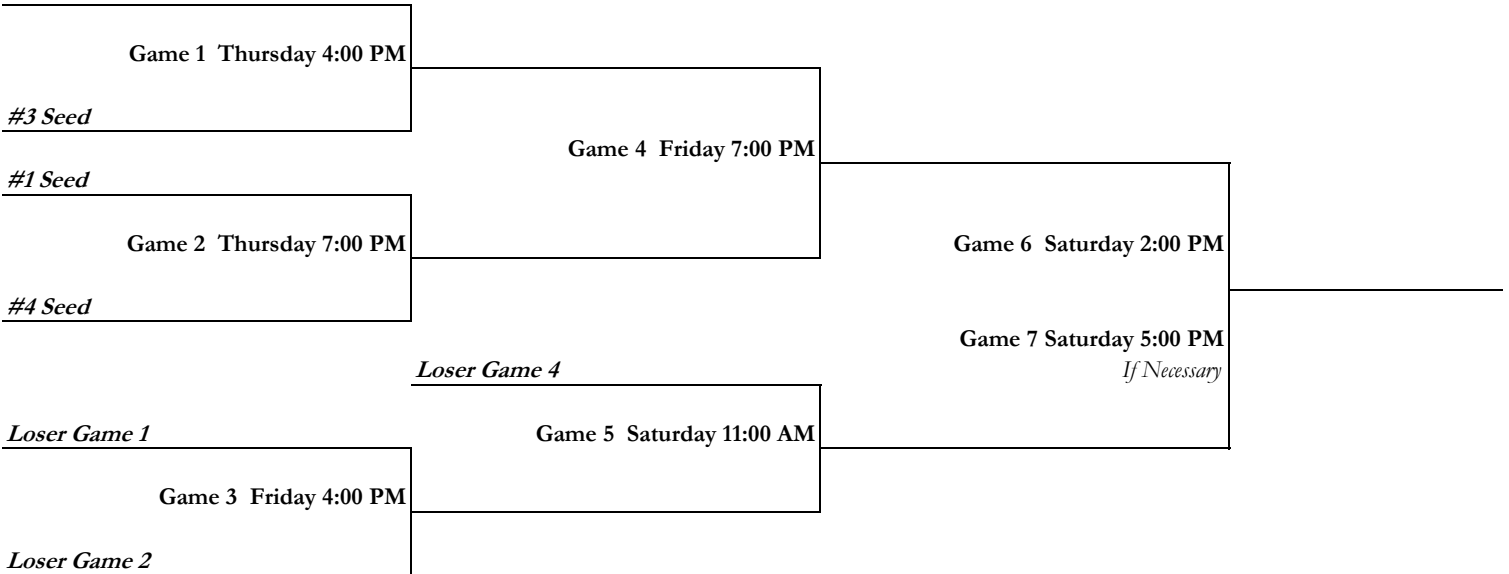 Game 1 Thursday 4:00 PM
#3 Seed
Game 4 Friday 7:00 PM
#1 Seed
Game 2 Thursday 7:00 PM
Game 6 Saturday 2:00 PM
#4 Seed
Game 7 Saturday 5:00 PM
Loser Game 4
If Necessary
Loser Game 1
Game 5 Saturday 11:00 AM
Game 3 Friday 4:00 PM
Loser Game 2